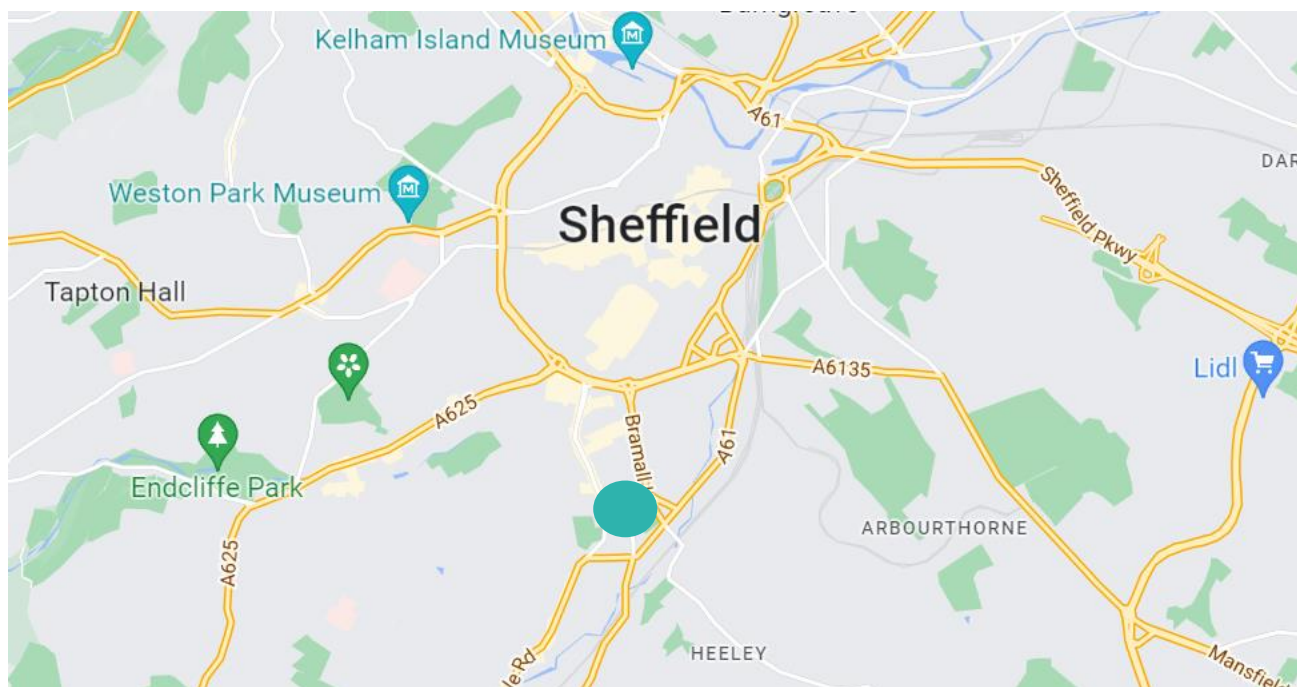 Kelham Island Museum
A61
DAR
Weston Park Museum
Sheffield
Sheffield Pkwy
Tapton Hall
Lidl
A6135
A625
Bramall
A61
Endcliffe Park
ARBOURTHORNE
A625
HEELEY
le Rd
Mansfield